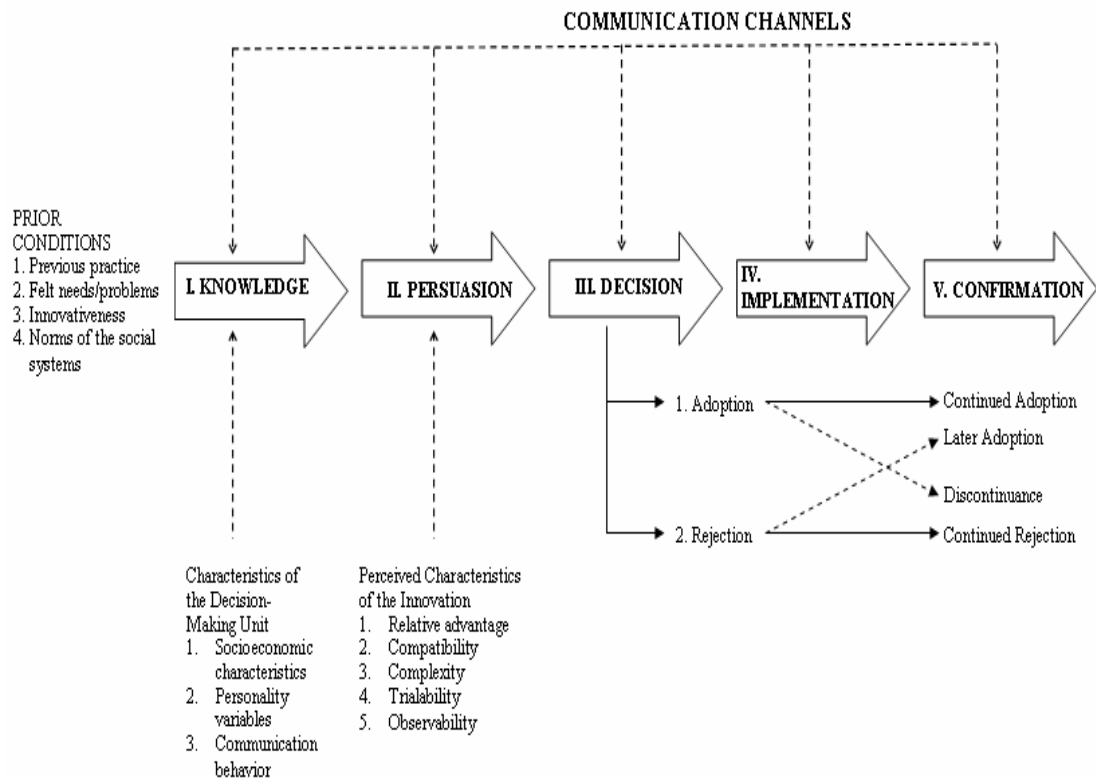 COMMUNICATION CHANNELS
PRIOR
CONDITIONS
1. Previous practice
2. Felt needs/problems
3. Innovativeness
4. Norms of the social
systems
I. KNOWLEDGE
II. PERSUASION
III. DECISION
IV.
IMPLEMENTATION
V. CONFIRMATION
1. Adoption
2. Rejection
Continued Adoption
Later Adoption
Discontinuance
Continued Rejection
Characteristics of
the Decision-
Making Unit
1. Socioeconomic
characteristics
2. Personality
variables
3. Communication
behavior
Perceived Characteristics
of the Innovation
1. Relative advantage
2. Compatibility
3. Complexity
4. Trialability
5. Observability